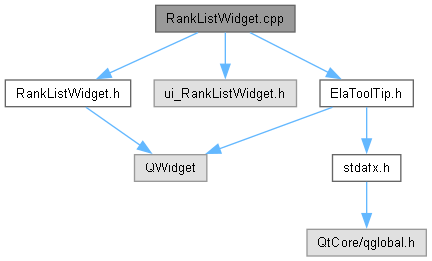 RankListWidget.cpp
RankListWidget.h
ui_RankListWidget.h
ElaToolTip.h
QWidget
stdafx.h
QtCore/qglobal.h